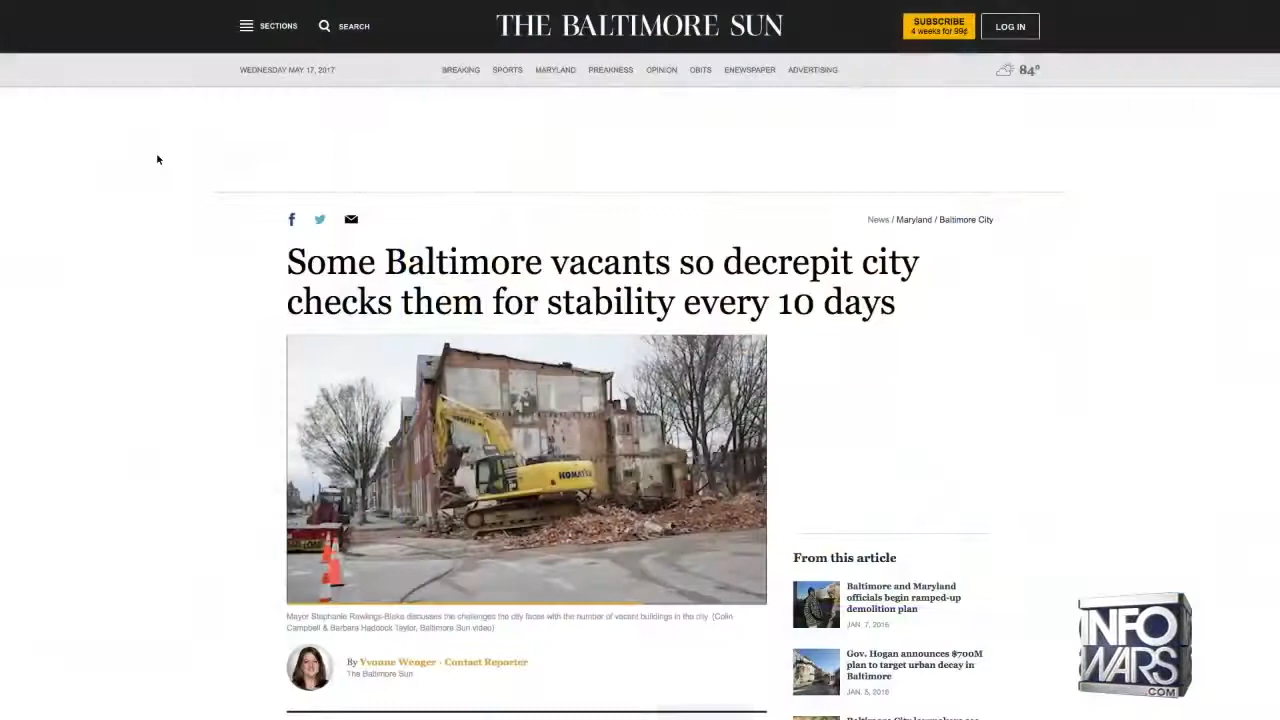 SECTIONS
SEARCH
THE BALTIMORE SUN
SUBSCRIBE
4 weeks for 99¢
LOG IN
WEDNESDAY MAY 17, 2017
BREAKING SPORTS MARYLAND PREAKNESS OPINION OBITS ENEWSPAPER ADVERTISING
84°
News / Maryland / Baltimore City
Some Baltimore vacants so decrepit city
checks them for stability every 10 days
KOMATSU
Mayor Stephanie Rawlings-Blake discusses the challenges the city faces with the number of vacant buildings in the city. (Colin
Campbell & Barbara Haddock Taylor, Baltimore Sun video)
By Yvonne Wenger · Contact Reporter
The Baltimore Sun
From this article
Baltimore and Maryland
officials begin ramped-up
demolition plan
JAN. 7, 2016
Gov. Hogan announces $700M
plan to target urban decay in
Baltimore
JAN. 5, 2016
INFO
WARS
.COM